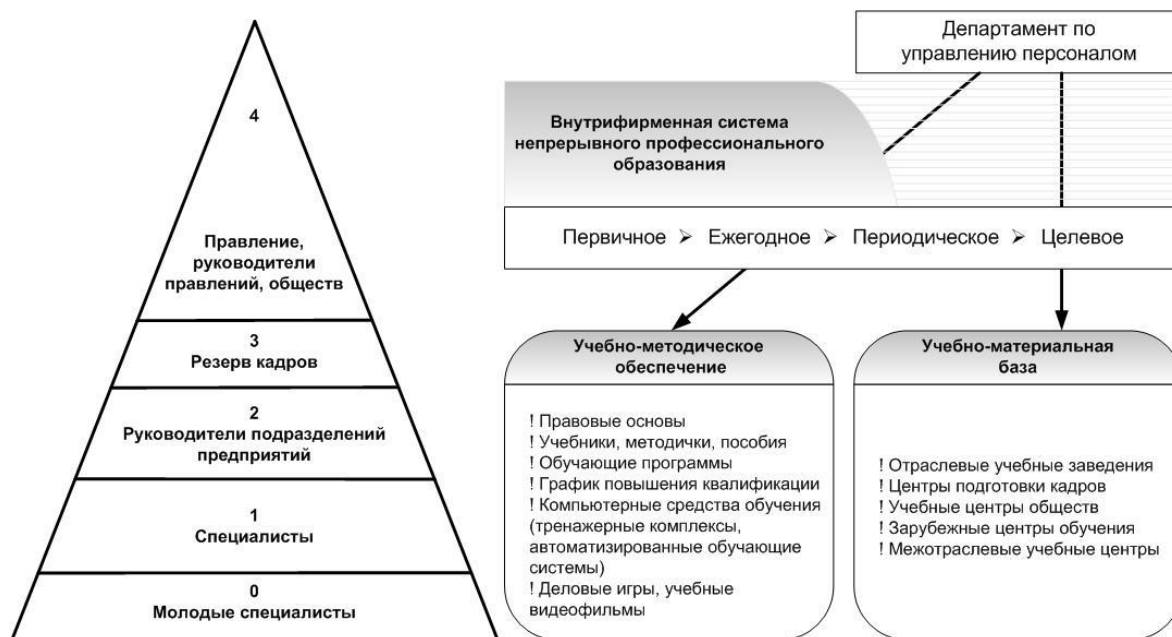 4
Правление,
руководители
правлений, обществ
3
Резерв кадров
2
Руководители подразделений
предприятий
1
Специалисты
0
Молодые специалисты
Департамент по
управлению персоналом
Внутрифирменная система
непрерывного профессионального
образования
Первичное ➢ Ежегодное ➢ Периодическое ➢ Целевое
Учебно-методическое
обеспечение
! Правовые основы
! Учебники, методички, пособия
! Обучающие программы
! График повышения квалификации
! Компьютерные средства обучения
(тренажерные комплексы,
автоматизированные обучающие
системы)
! Деловые игры, учебные
видеофильмы
Учебно-материальная
база
! Отраслевые учебные заведения
! Центры подготовки кадров
! Учебные центры обществ
! Зарубежные центры обучения
! Межотраслевые учебные центры